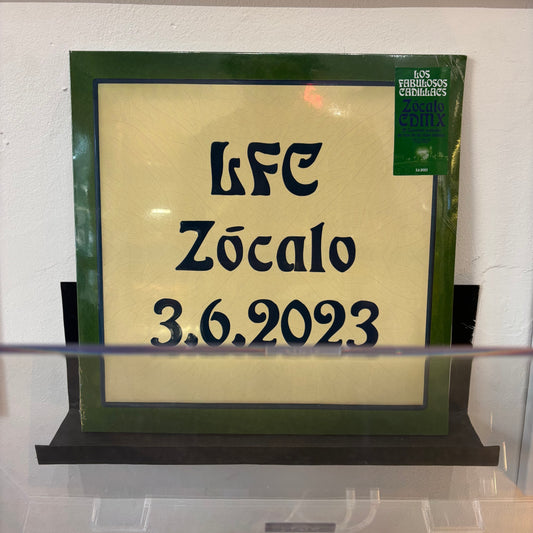 LFC
Zócalo
3.6.2023
LOS
FABULOSOS
CADILLACS
Zócalo
CDMX